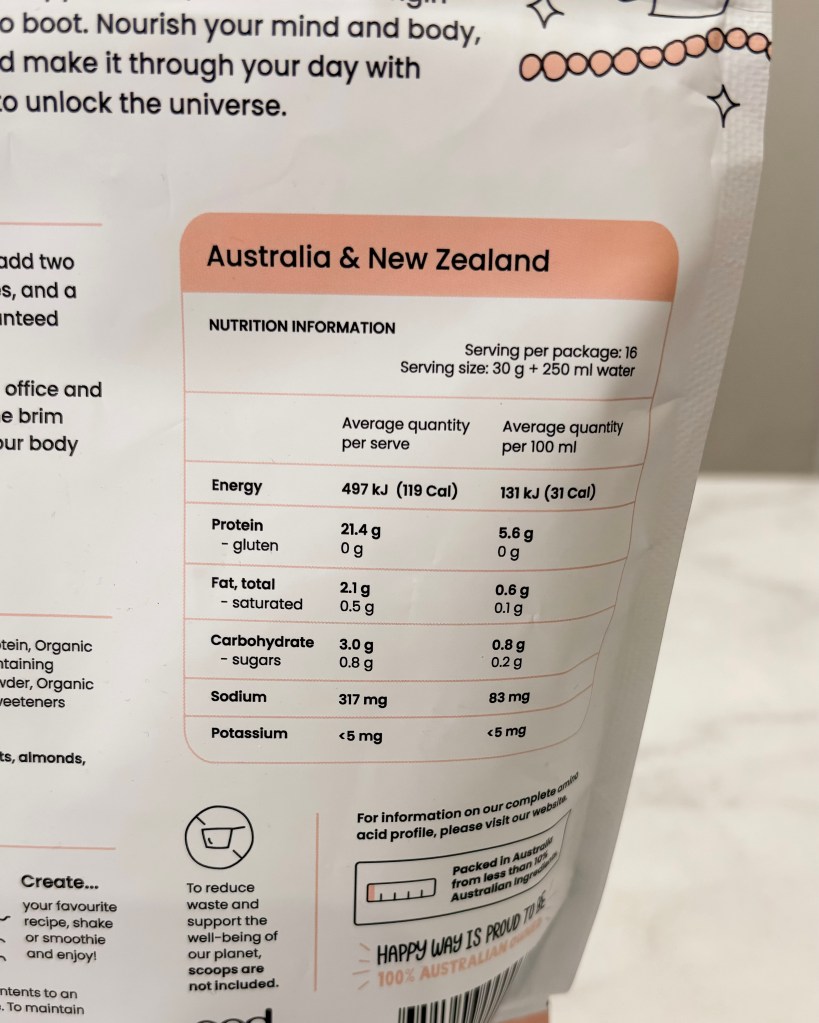 o boot. Nourish your mind and body,
d make it through your day with
to unlock the universe.
add two
s, and a
nteed
office and
e brim
our body
tein, Organic
ntaining
wder, Organic
veeteners
ts, almonds,
Create...
your favourite
recipe, shake
or smoothie
and enjoy!
ntents to an
. To maintain
Australia & New Zealand
NUTRITION INFORMATION
Serving per package: 16
Serving size: 30 g + 250 ml water
Average quantity per serve Average quantity per 100 ml
Energy 497 kJ (119 Cal) 131 kJ (31 Cal)
Protein 21.4 g 5.6 g
- gluten 0 g 0 g
Fat, total 2.1 g 0.6 g
- saturated 0.5 g 0.1 g
Carbohydrate 3.0 g 0.8 g
- sugars 0.8 g 0.2 g
Sodium 317 mg 83 mg
Potassium <5 mg <5 mg
To reduce
waste and
support the
well-being of
our planet,
scoops are
not included.
For information on our complete amino
acid profile, please visit our website.
Packed in Australia
from less than 10%
Australian ingredients
HAPPY WAY IS PROUD TO BE
100% AUSTRALIAN